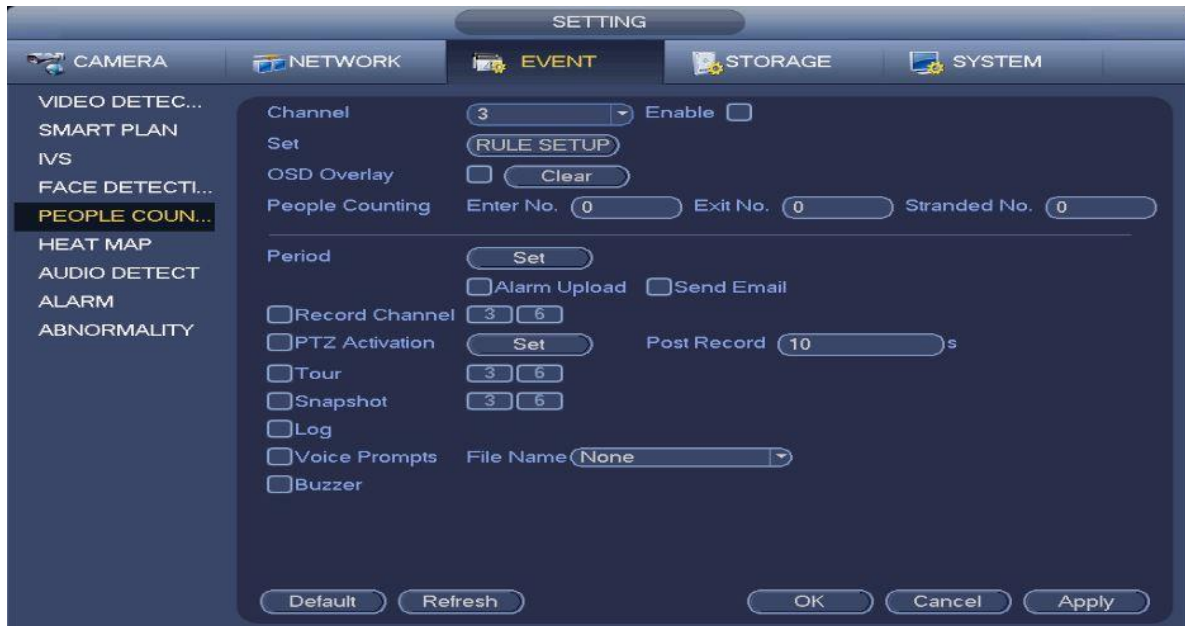 SETTING
CAMERA NETWORK EVENT STORAGE SYSTEM
VIDEO DETEC...
SMART PLAN
IVS
FACE DETECTI...
PEOPLE COUN...
HEAT MAP
AUDIO DETECT
ALARM
ABNORMALITY
Channel 3 Enable
Set RULE SETUP
OSD Overlay Clear
People Counting Enter No. 0 Exit No. 0 Stranded No. 0
Period Set
Alarm Upload Send Email
Record Channel 3 6
PTZ Activation Set Post Record 10 s
Tour 3 6
Snapshot 3 6
Log
Voice Prompts File Name None
Buzzer
Default Refresh OK Cancel Apply